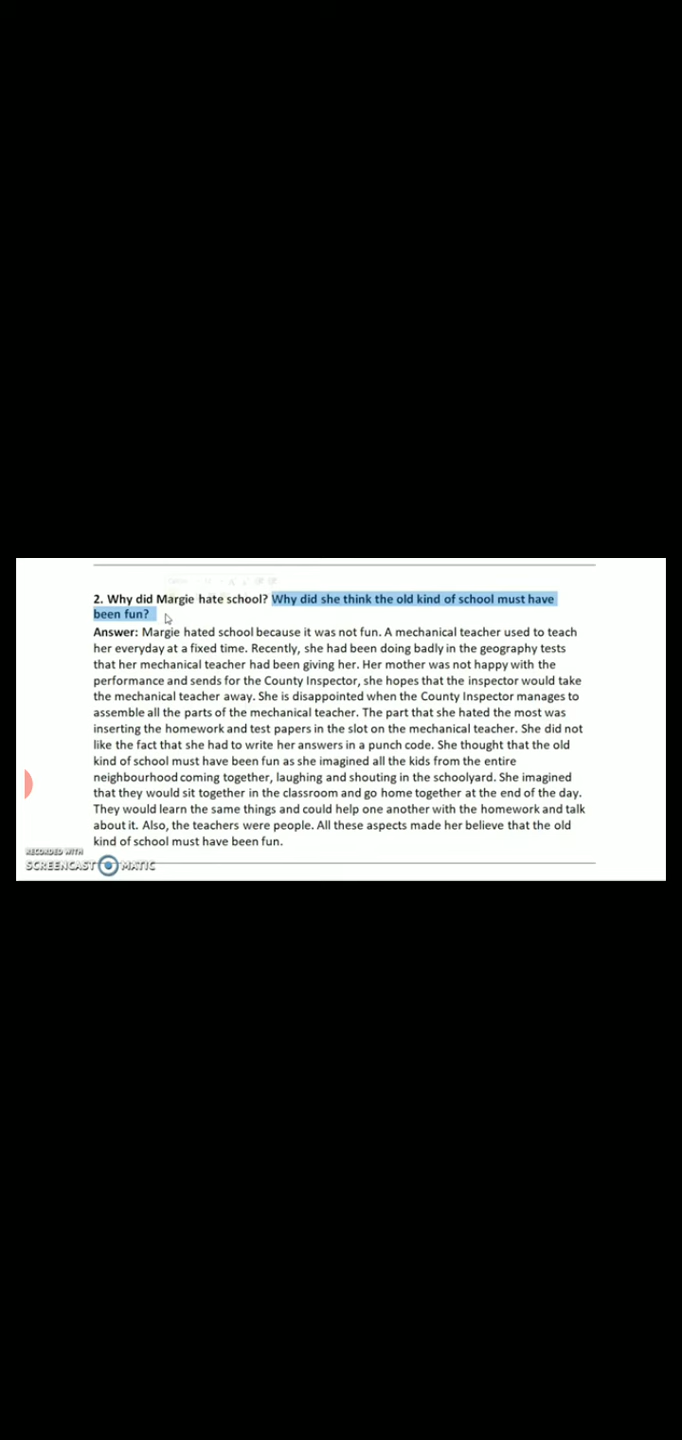 2. Why did Margie hate school? Why did she think the old kind of school must have
been fun?
Answer: Margie hated school because it was not fun. A mechanical teacher used to teach
her everyday at a fixed time. Recently, she had been doing badly in the geography tests
that her mechanical teacher had been giving her. Her mother was not happy with the
performance and sends for the County Inspector, she hopes that the inspector would take
the mechanical teacher away. She is disappointed when the County Inspector manages to
assemble all the parts of the mechanical teacher. The part that she hated the most was
inserting the homework and test papers in the slot on the mechanical teacher. She did not
like the fact that she had to write her answers in a punch code. She thought that the old
kind of school must have been fun as she imagined all the kids from the entire
neighbourhood coming together, laughing and shouting in the schoolyard. She imagined
that they would sit together in the classroom and go home together at the end of the day.
They would learn the same things and could help one another with the homework and talk
about it. Also, the teachers were people. All these aspects made her believe that the old
kind of school must have been fun.
RECORDED WITH
SCREENCAST MATIC